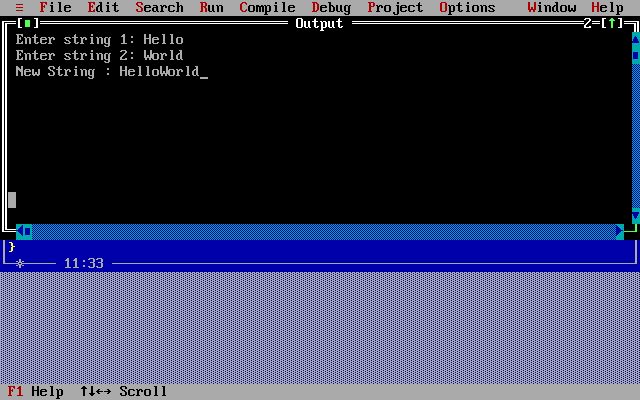 ≡ File Edit Search Run Compile Debug Project Options Window Help
[■] Output 2=[↑]
Enter string 1: Hello
Enter string 2: World
New String : HelloWorld_
}
☼ 11:33
F1 Help ↑↓←→ Scroll